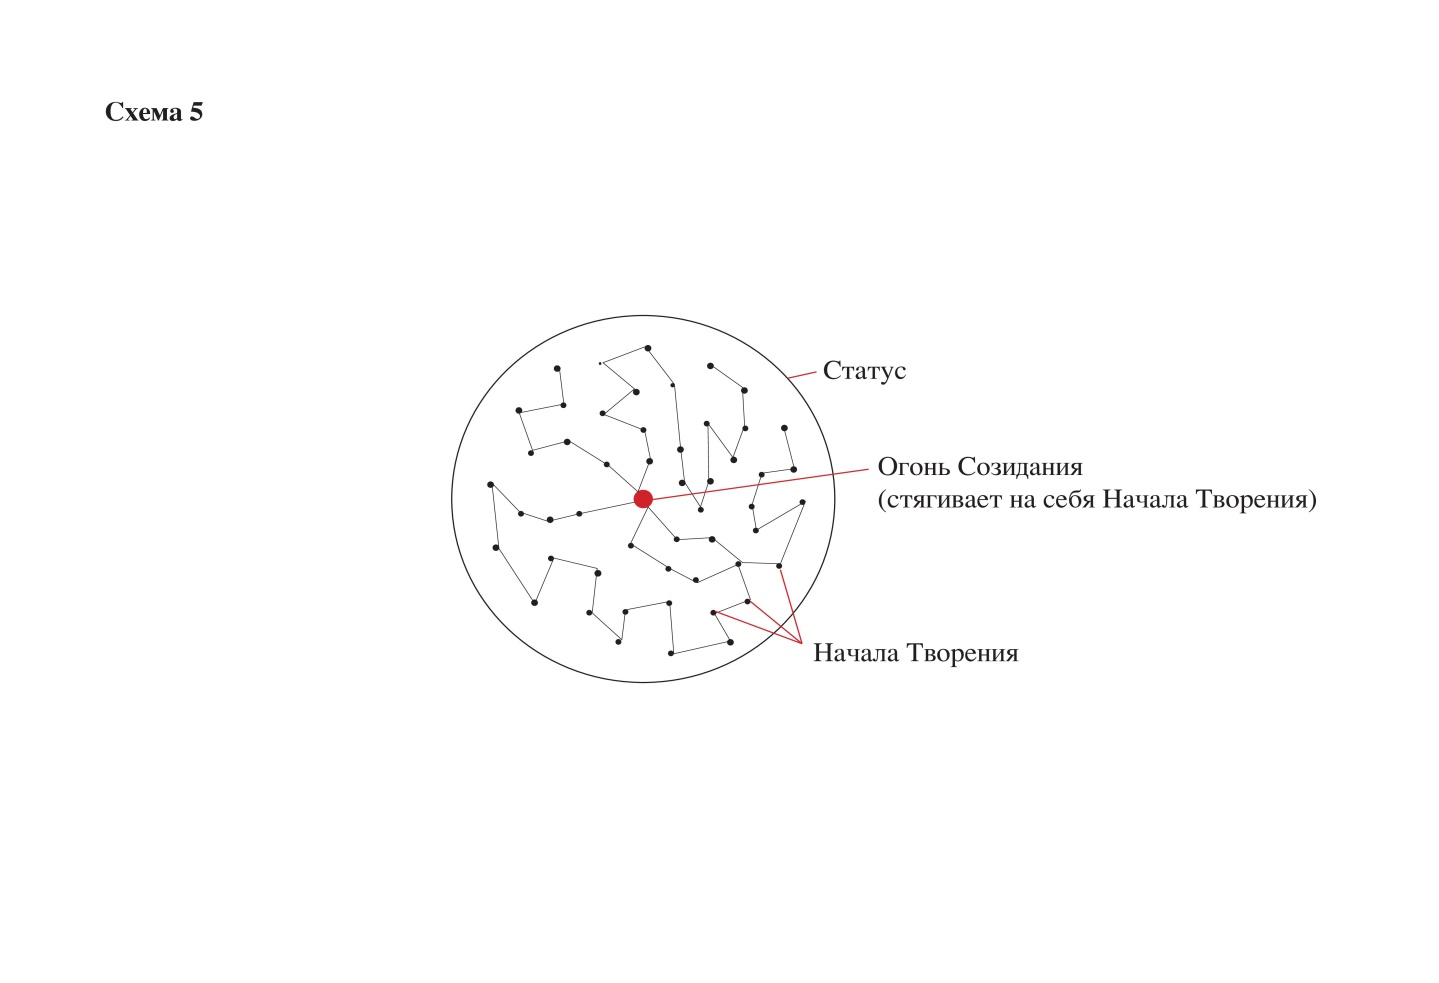 Схема 5
Статус
Огонь Созидания
(стягивает на себя Начала Творения)
Начала Творения